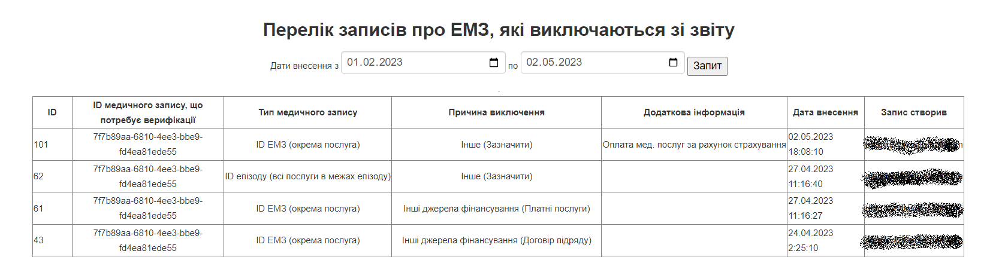 Перелік записів про ЕМЗ, які виключаються зі звіту
Дати внесення з 01.02.2023 по 02.05.2023 Запит
.
ID | ID медичного запису, що потребує верифікації | Тип медичного запису | Причина виключення | Додаткова інформація | Дата внесення | Запис створив
101 | 7f7b89aa-6810-4ee3-bbe9-fd4ea81ede55 | ID ЕМЗ (окрема послуга) | Інше (Зазначити) | Оплата мед. послуг за рахунок страхування | 02.05.2023 18:08:10
62 | 7f7b89aa-6810-4ee3-bbe9-fd4ea81ede55 | ID епізоду (всі послуги в межах епізоду) | Інше (Зазначити) | | 27.04.2023 11:16:40
61 | 7f7b89aa-6810-4ee3-bbe9-fd4ea81ede55 | ID ЕМЗ (окрема послуга) | Інші джерела фінансування (Платні послуги) | | 27.04.2023 11:16:27
43 | 7f7b89aa-6810-4ee3-bbe9-fd4ea81ede55 | ID ЕМЗ (окрема послуга) | Інші джерела фінансування (Договір підряду) | | 24.04.2023 2:25:10